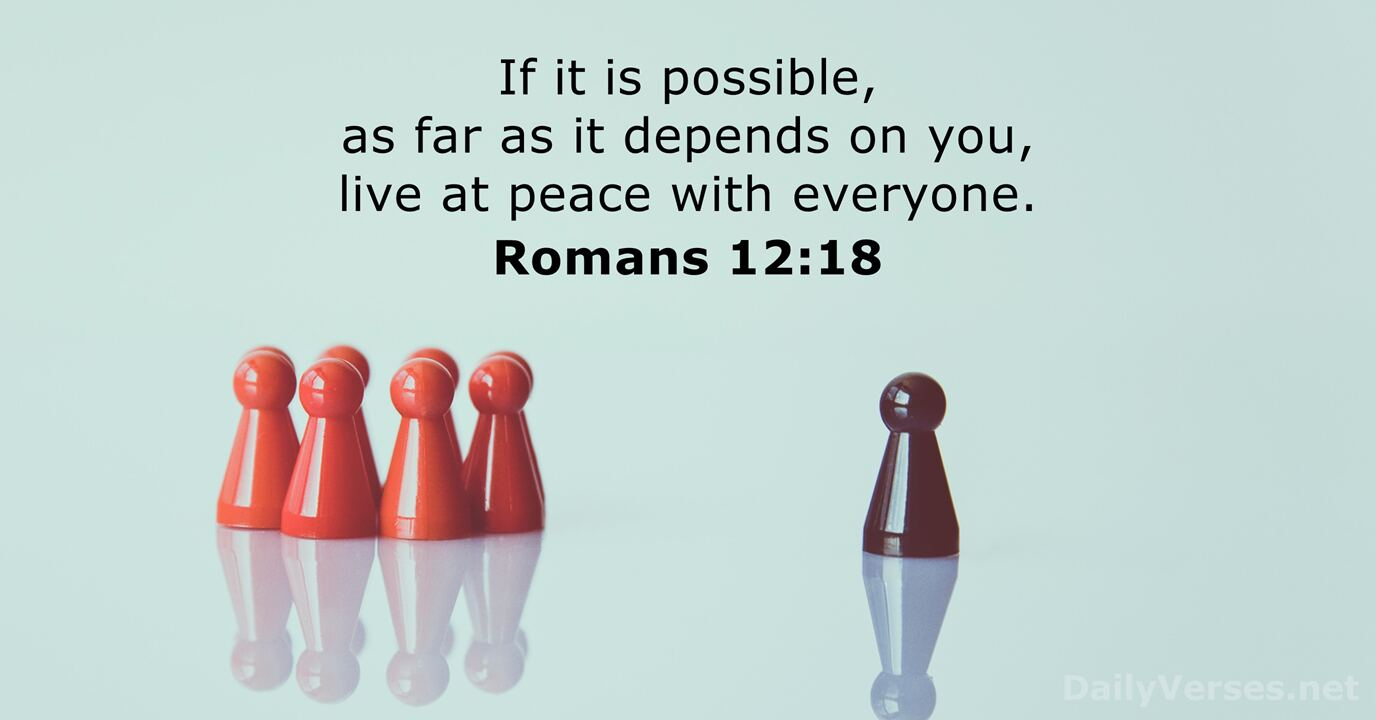 If it is possible,
as far as it depends on you,
live at peace with everyone.
Romans 12:18
DailyVerses.net